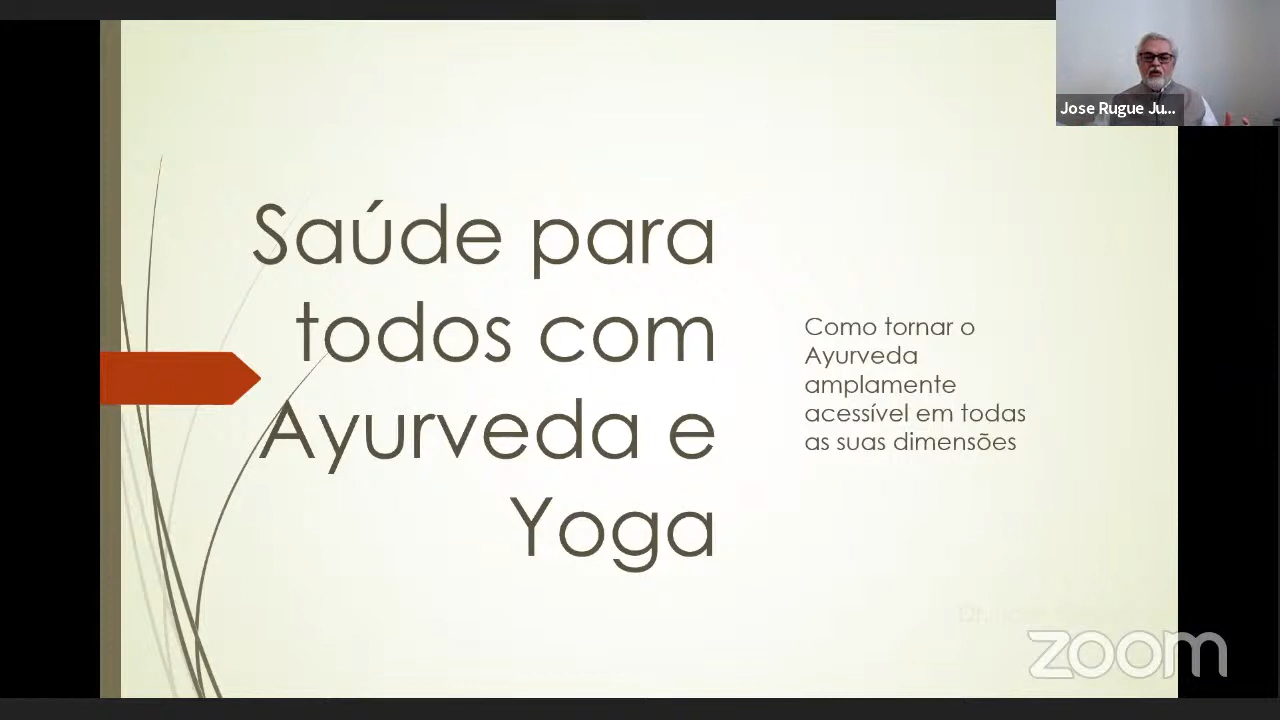 Jose Rugue Ju...
Saúde para
todos com
Ayurveda e
Yoga
Como tornar o
Ayurveda
amplamente
acessível em todas
as suas dimensões
zoom